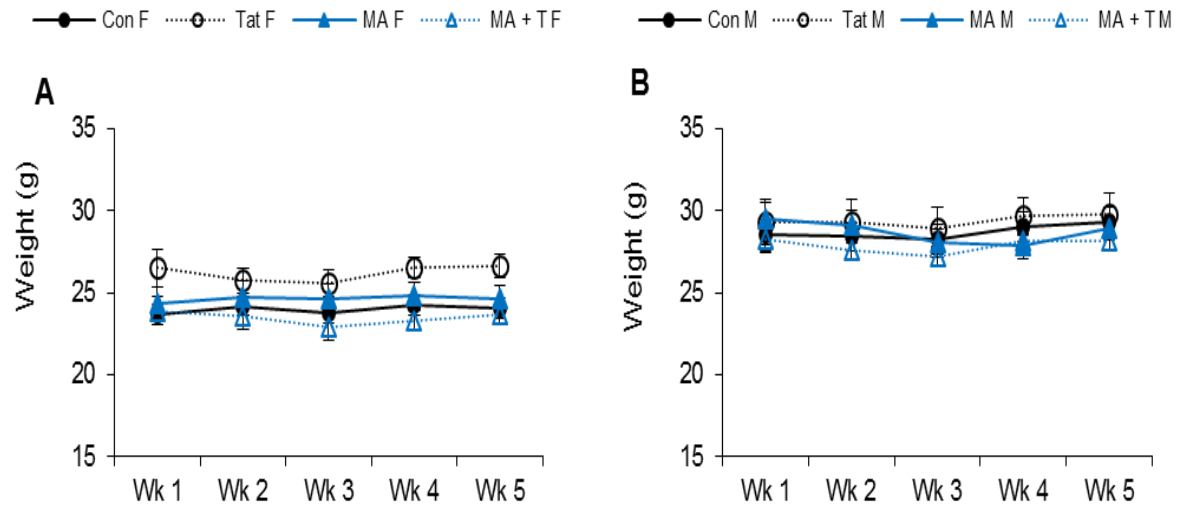 Con F Tat F MA F MA + T F
Con M Tat M MA M MA + T M
A
B
Weight (g)
35
30
25
20
15
Wk 1 Wk 2 Wk 3 Wk 4 Wk 5
Weight (g)
35
30
25
20
15
Wk 1 Wk 2 Wk 3 Wk 4 Wk 5